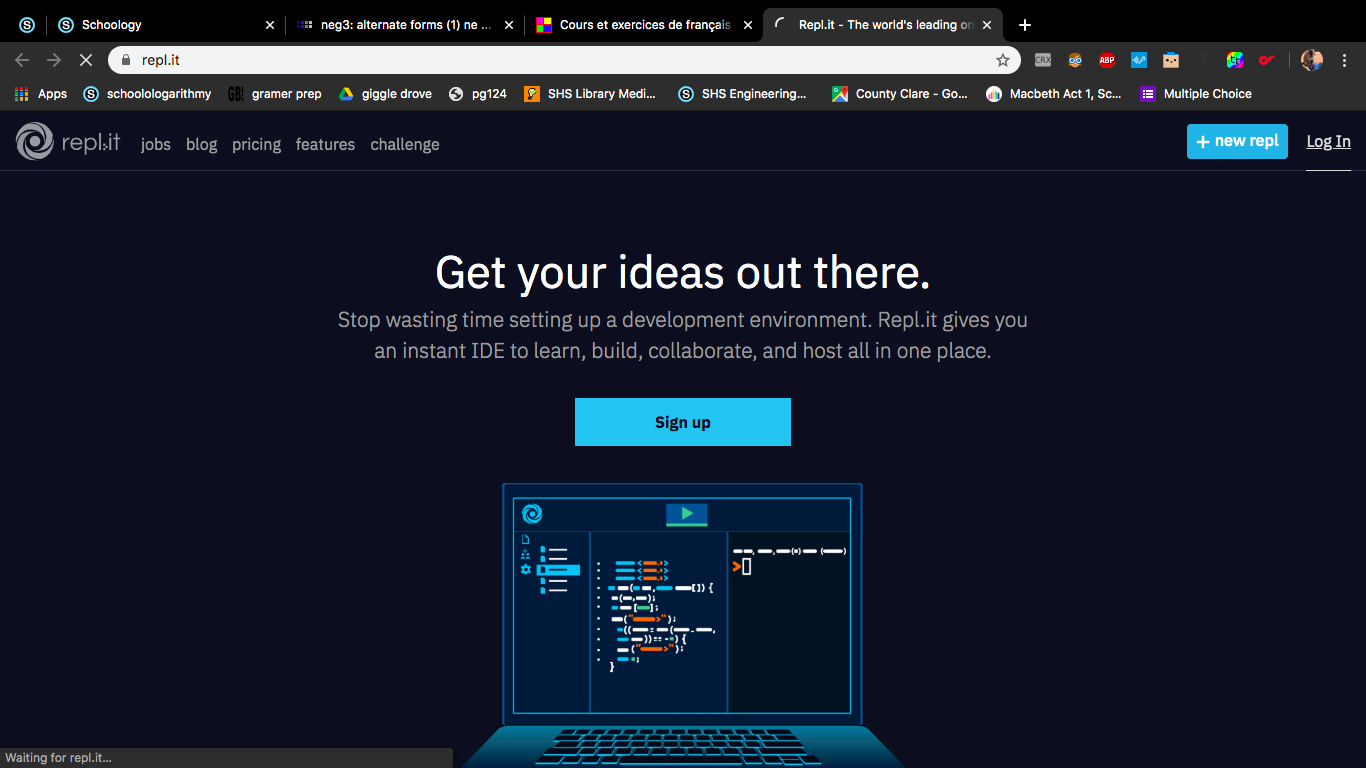 Schoology
neg3: alternate forms (1) ne ...
Cours et exercices de français
Repl.it - The world's leading on
repl.it
CRX
ABP
Apps
schoolologarithmy
GB!
gramer prep
giggle drove
pg124
SHS Library Medi...
SHS Engineering...
County Clare - Go...
Macbeth Act 1, Sc...
Multiple Choice
repl.it
jobs
blog
pricing
features
challenge
+ new repl
Log In
Get your ideas out there.
Stop wasting time setting up a development environment. Repl.it gives you
an instant IDE to learn, build, collaborate, and host all in one place.
Sign up
Waiting for repl.it...